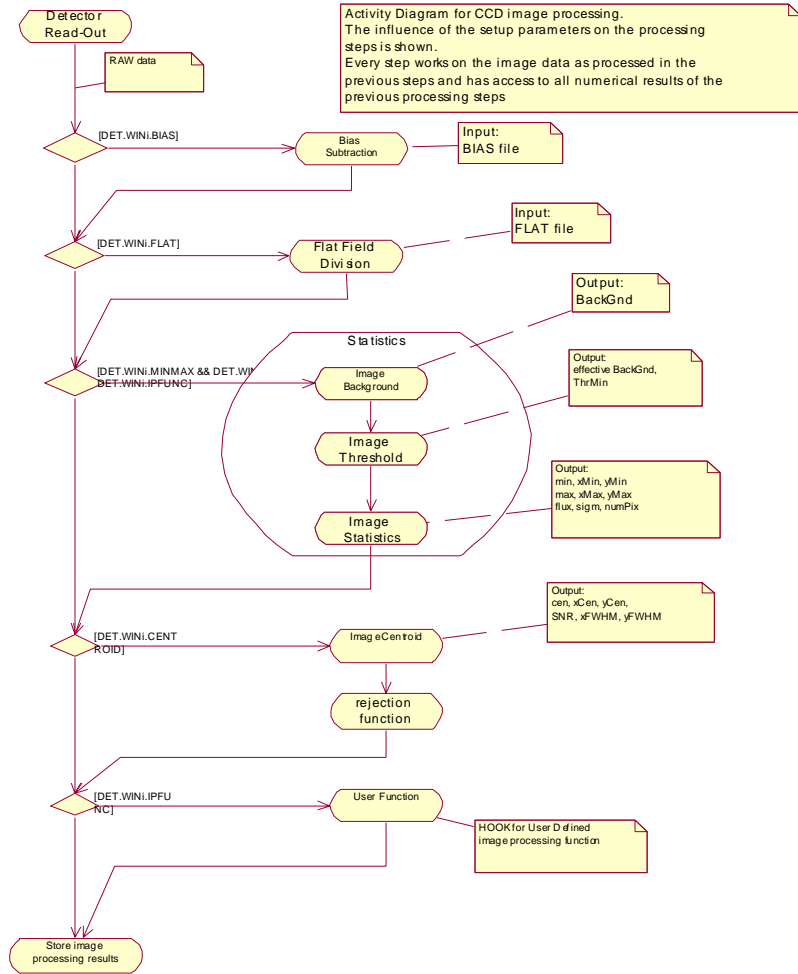 Detector
Read-Out
Activity Diagram for CCD image processing.
The influence of the setup parameters on the processing
steps is shown.
Every step works on the image data as processed in the
previous steps and has access to all numerical results of the
previous processing steps
RAW data
[DET.WINi.BIAS]
Bias
Subtraction
Input:
BIAS file
[DET.WINi.FLAT]
Flat Field
Division
Input:
FLAT file
Output:
BackGnd
Statistics
[DET.WINi.MINMAX && DET.WI
DET.WINi.IPFUNC]
Image
Background
Output:
effective BackGnd,
ThrMin
Image
Threshold
Output:
min, xMin, yMin
max, xMax, yMax
flux, sigm, numPix
Image
Statistics
Output:
cen, xCen, yCen,
SNR, xFWHM, yFWHM
[DET.WINi.CENT
ROID]
ImageCentroid
rejection
function
[DET.WINi.IPFU
NC]
User Function
HOOK for User Defined
image processing function
Store image
processing results